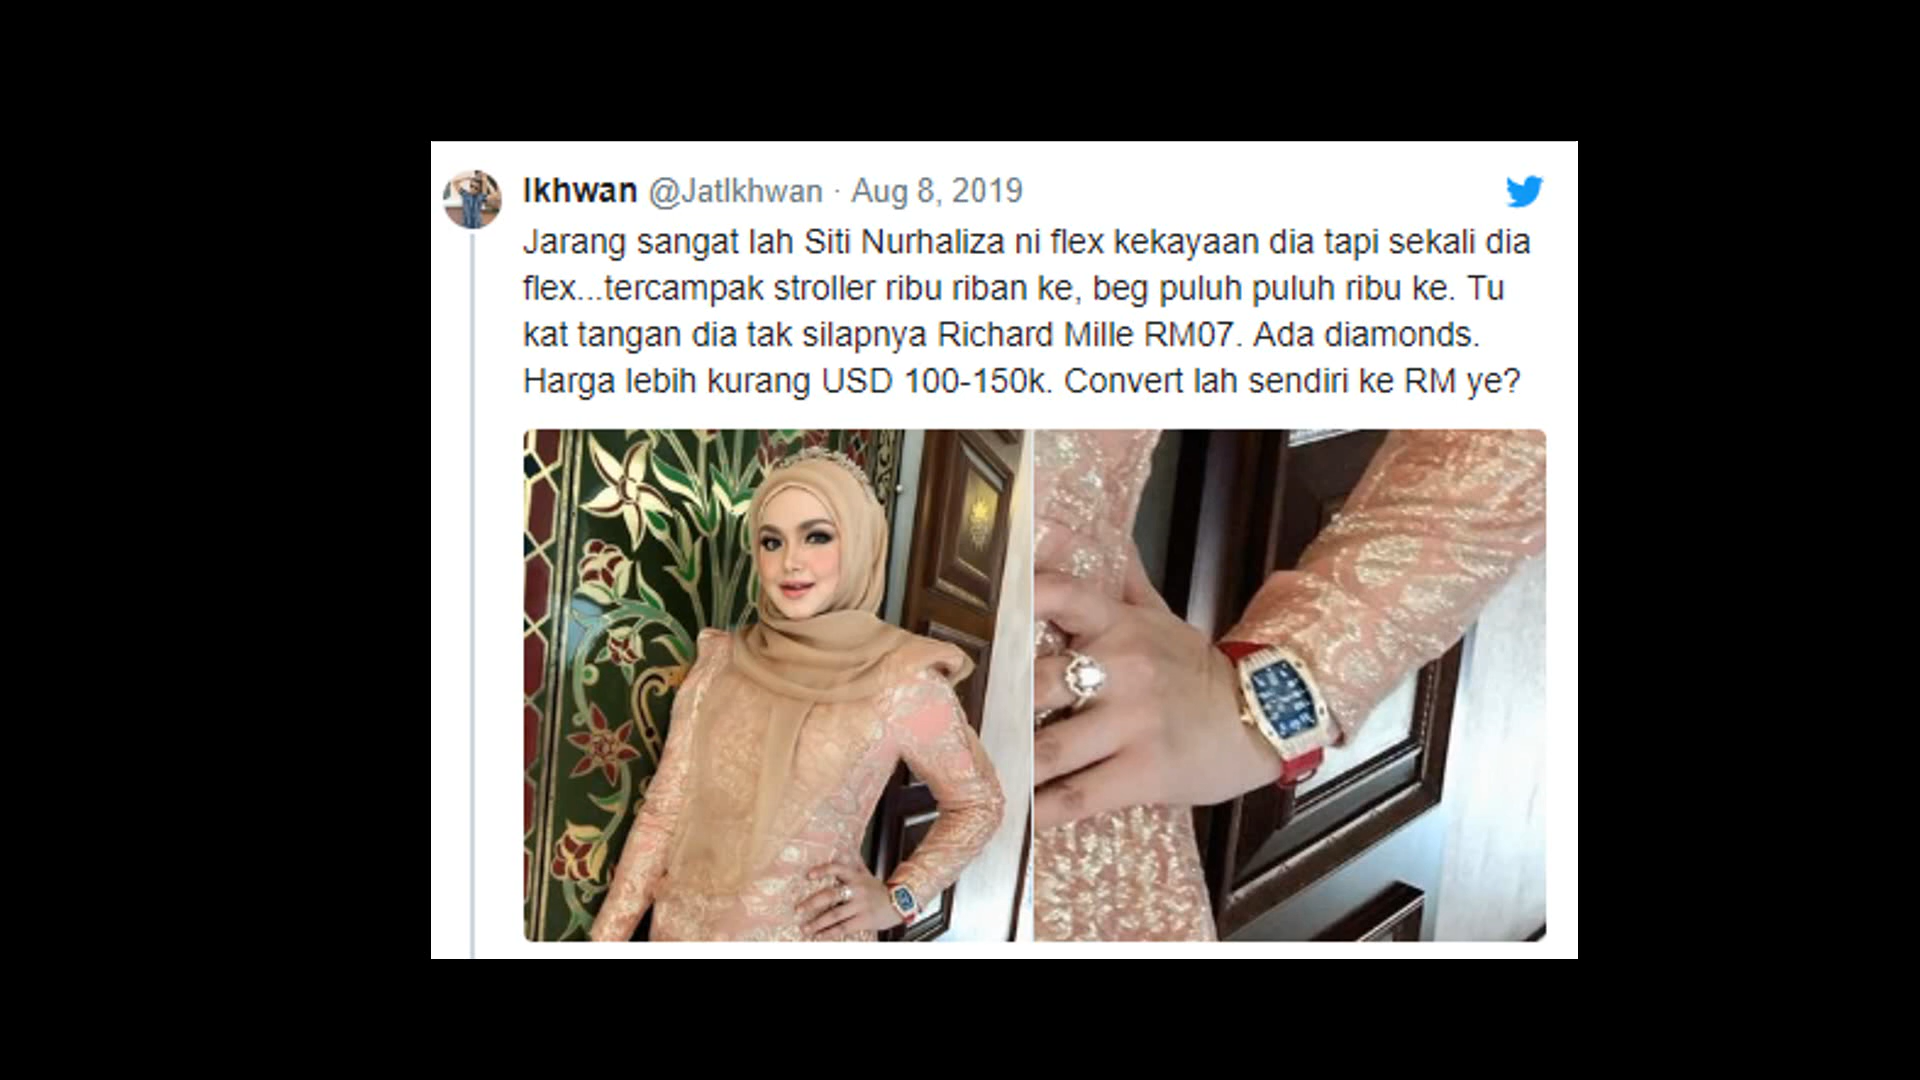 Ikhwan @JatIkhwan · Aug 8, 2019
Jarang sangat lah Siti Nurhaliza ni flex kekayaan dia tapi sekali dia
flex...tercampak stroller ribu riban ke, beg puluh puluh ribu ke. Tu
kat tangan dia tak silapnya Richard Mille RM07. Ada diamonds.
Harga lebih kurang USD 100-150k. Convert lah sendiri ke RM ye?